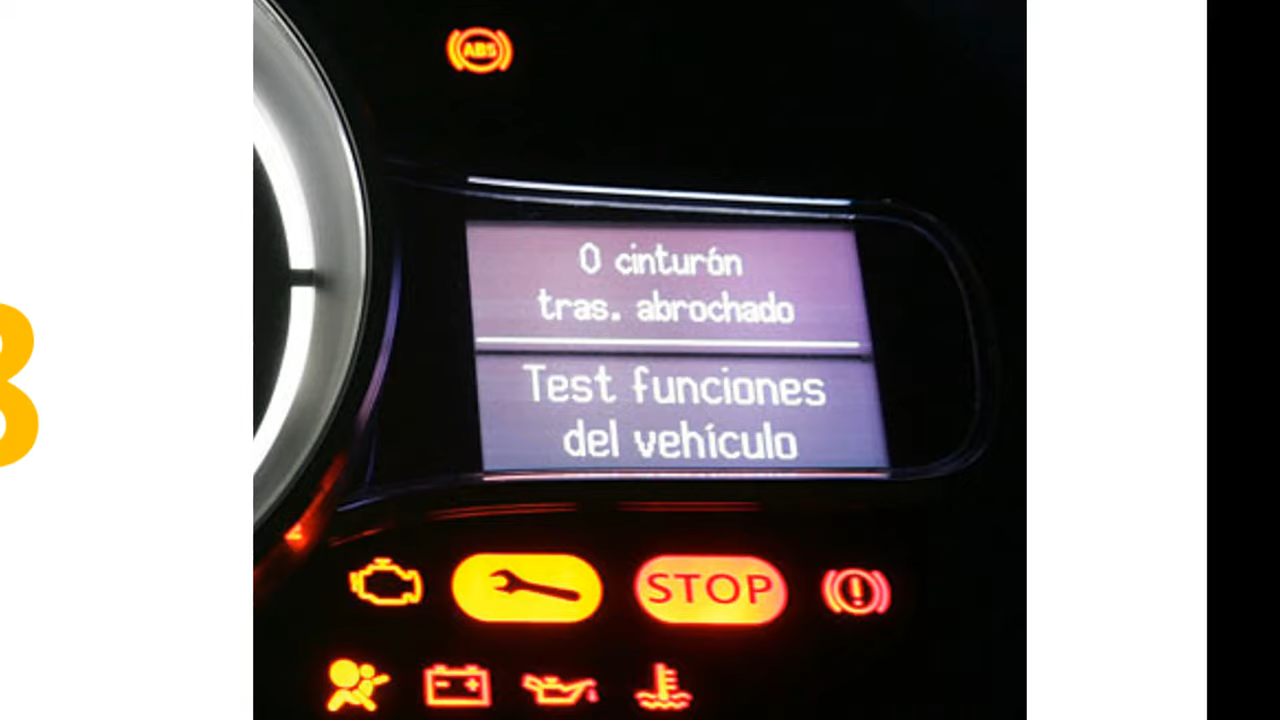 ABS
0 cinturón
tras. abrochado
Test funciones
del vehículo
STOP